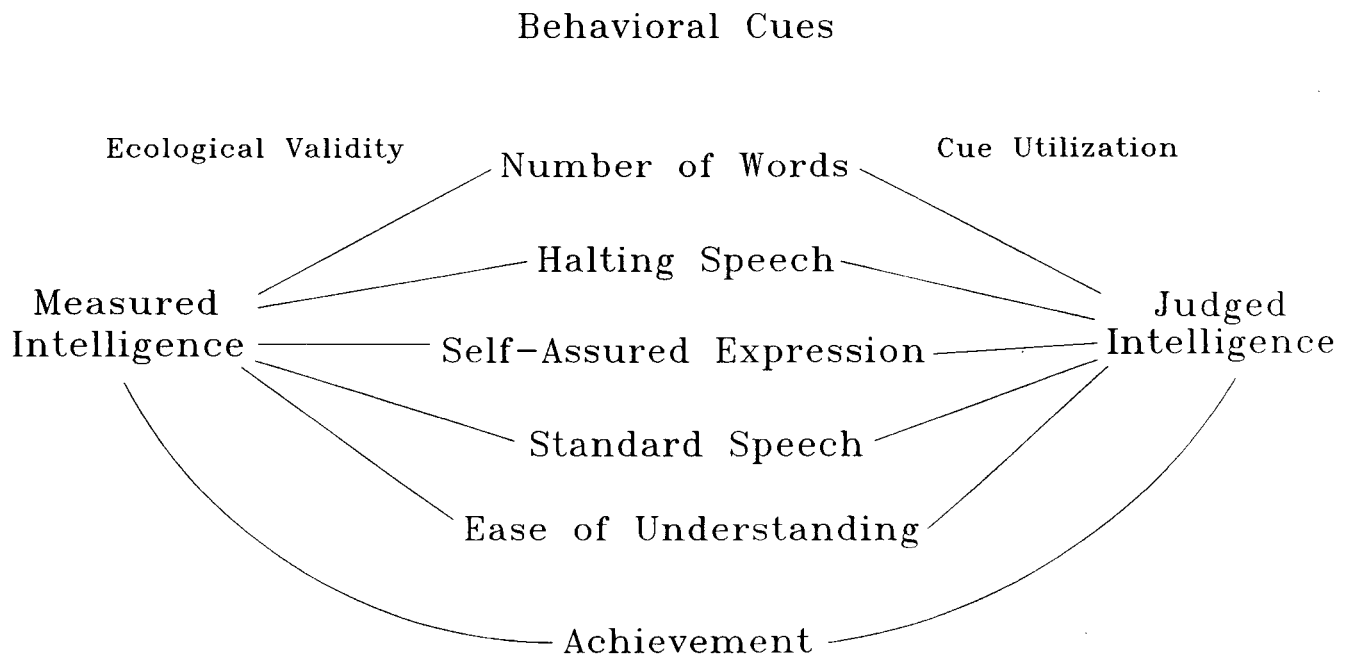 Behavioral Cues
Ecological Validity
Cue Utilization
Number of Words
Halting Speech
Measured
Intelligence
Judged
Intelligence
Self-Assured Expression
Standard Speech
Ease of Understanding
Achievement